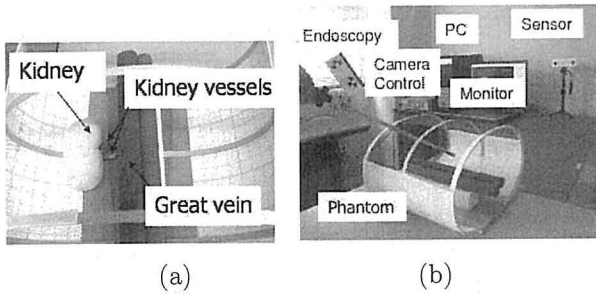 Kidney
Kidney vessels
Great vein
(a)
Endoscopy
PC
Sensor
Camera
Control
Monitor
Phantom
(b)